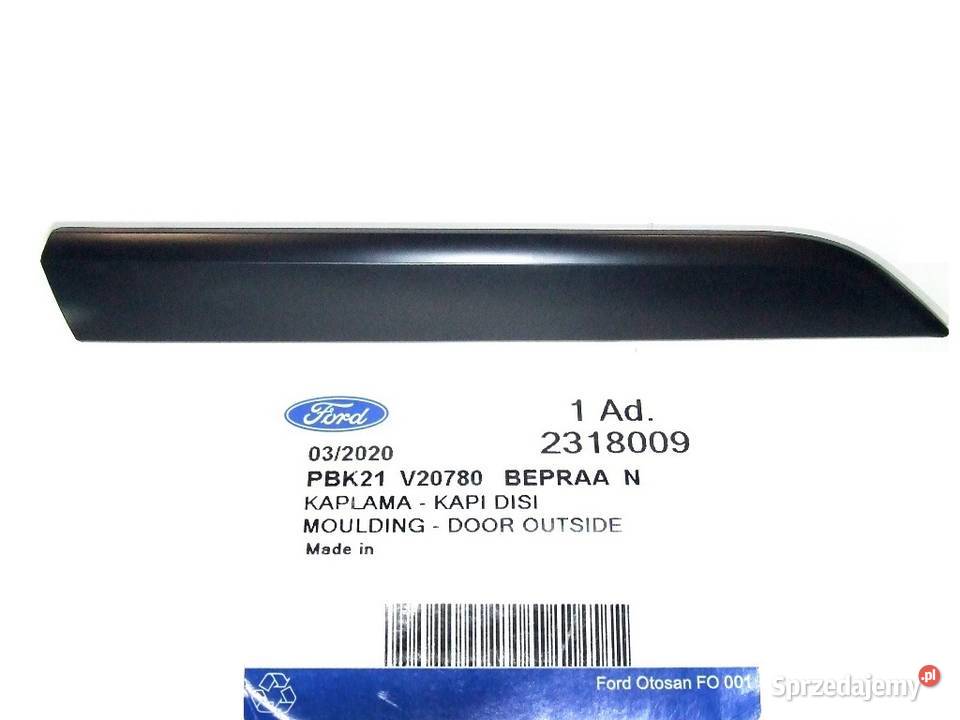 Ford
1 Ad.
2318009
03/2020
PBK21 V20780 BEPRAA N
KAPLAMA - KAPI DISI
MOULDING - DOOR OUTSIDE
Made in
Ford Otosan FO 001
Sprzedajemy.pl